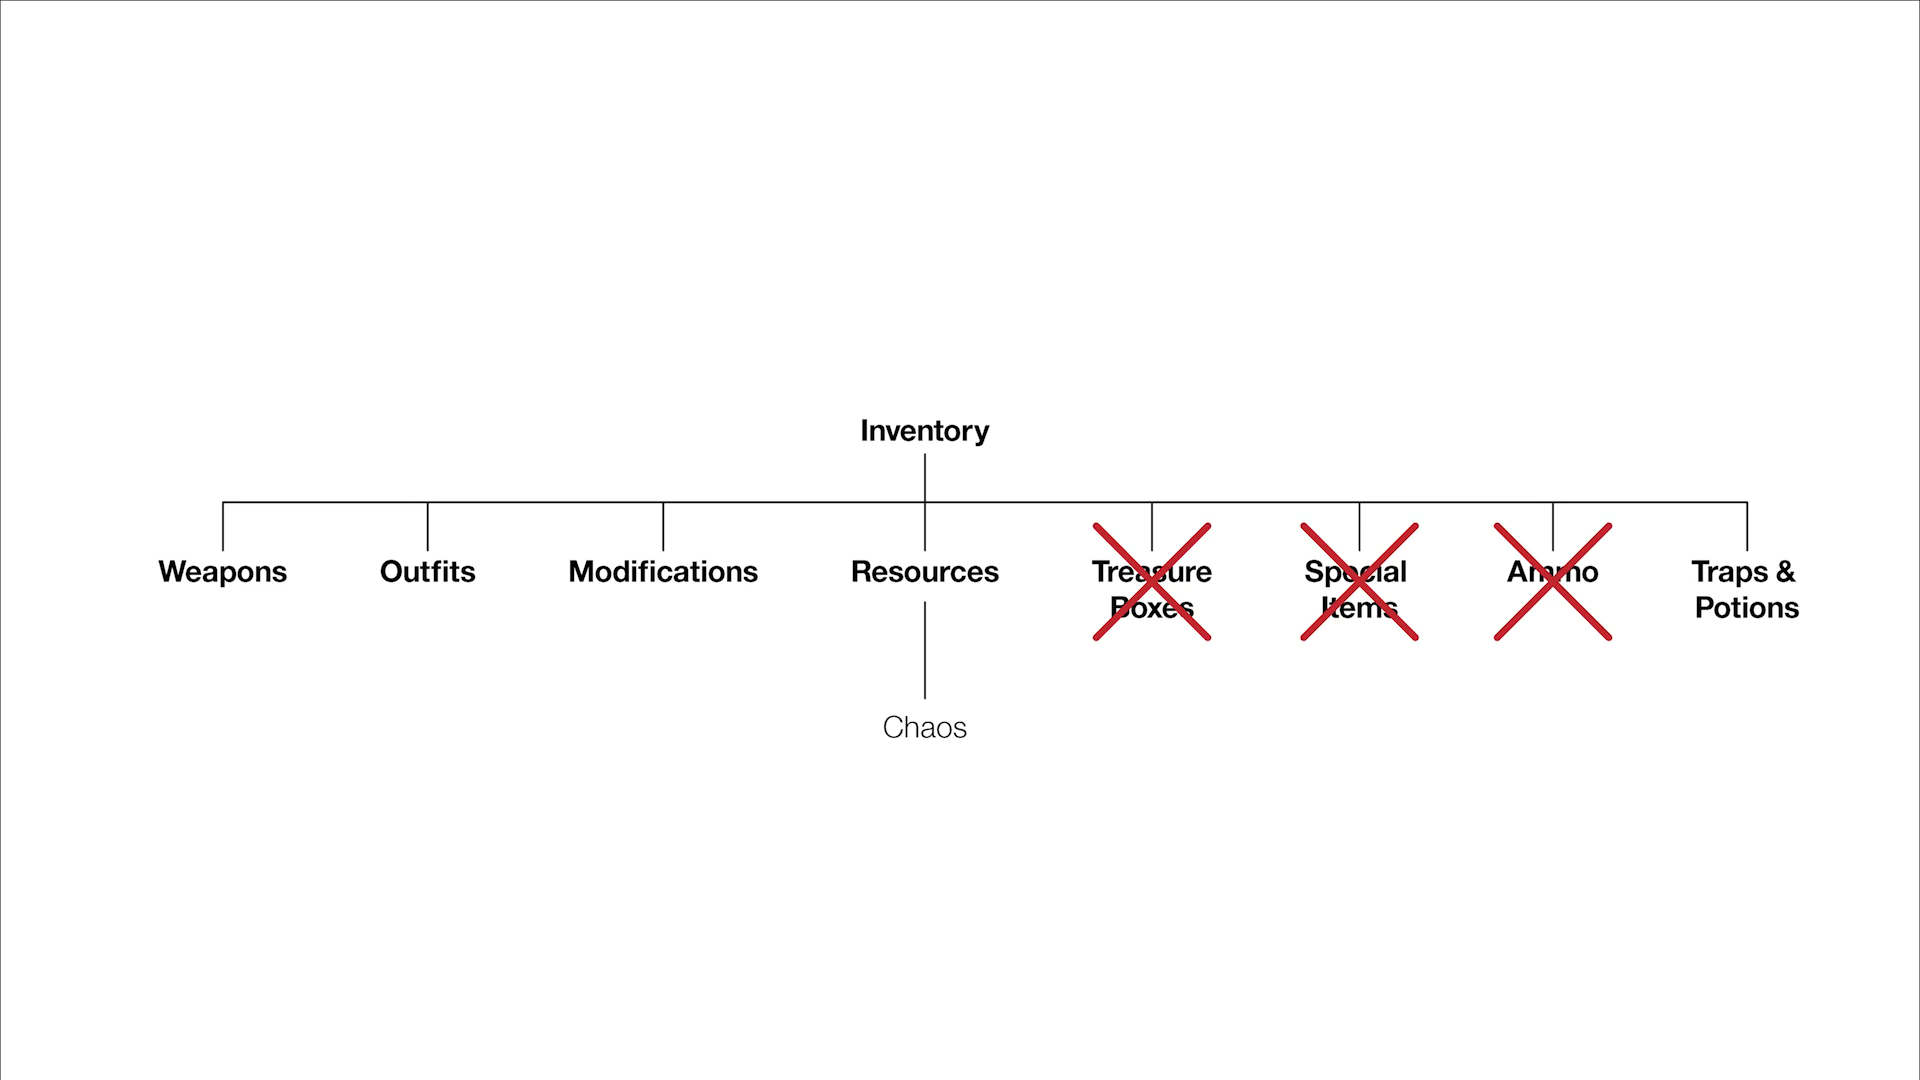 Inventory
Weapons
Outfits
Modifications
Resources
Treasure
Boxes
Special
Items
Ammo
Traps &
Potions
Chaos